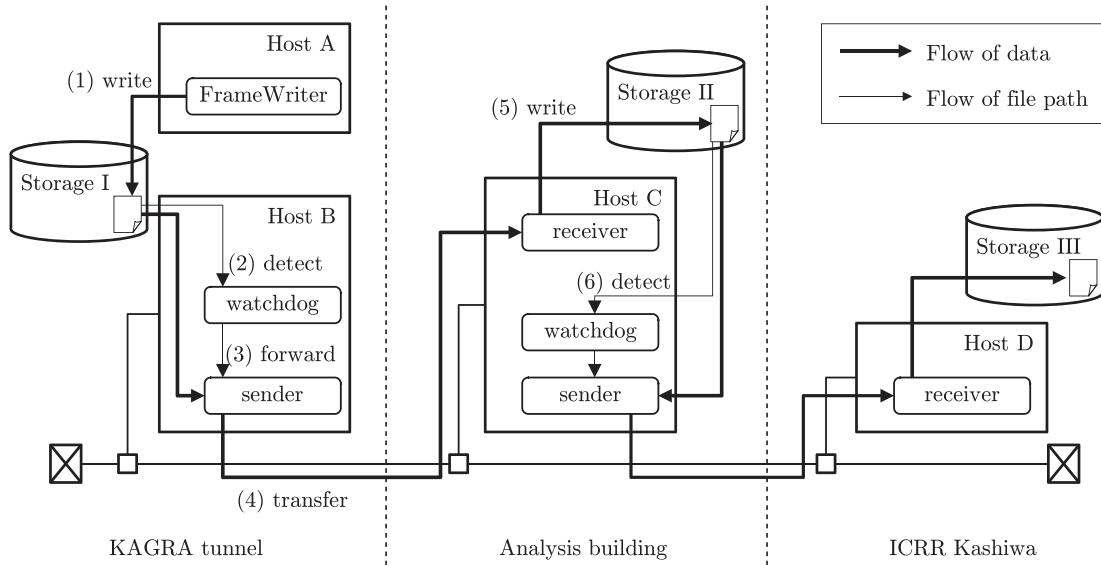 Host A
(1) write
FrameWriter
Storage I
Host B
(2) detect
watchdog
(3) forward
sender
(4) transfer
KAGRA tunnel
Storage II
(5) write
Host C
receiver
(6) detect
watchdog
sender
Analysis building
Flow of data
Flow of file path
Storage III
Host D
receiver
ICRR Kashiwa